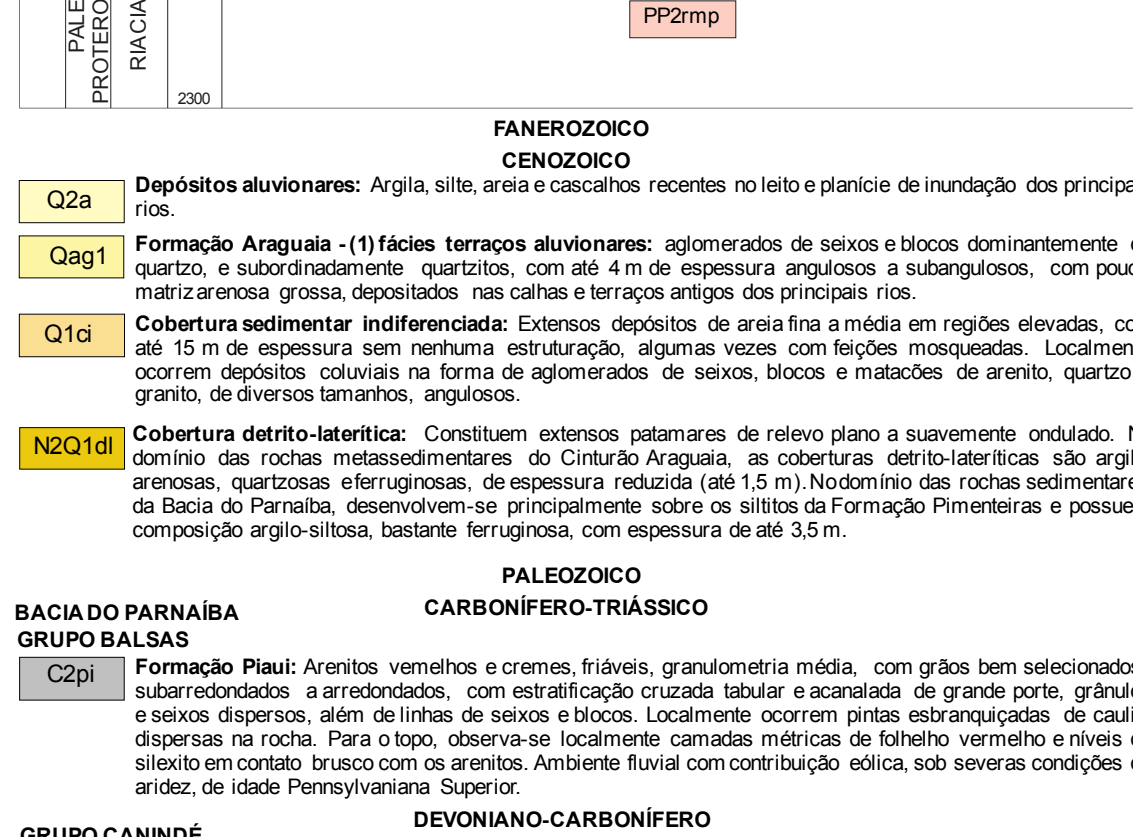 PALE
PROTERO
RIACIA
2300
PP2rmp
FANEROZOICO
CENOZOICO
Q2a
Depósitos aluvionares: Argila, silte, areia e cascalhos recentes no leito e planície de inundação dos principa
rios.
Qag1
Formação Araguaia - (1) fácies terraços aluvionares: aglomerados de seixos e blocos dominantemente
quartzo, e subordinadamente quartzitos, com até 4 m de espessura angulosos a subangulosos, com pouc
matriz arenosa grossa, depositados nas calhas e terraços antigos dos principais rios.
Q1ci
Cobertura sedimentar indiferenciada: Extensos depósitos de areia fina a média em regiões elevadas, co
até 15 m de espessura sem nenhuma estruturação, algumas vezes com feições mosqueadas. Localmen
ocorrem depósitos coluviais na forma de aglomerados de seixos, blocos e matacões de arenito, quartzo
granito, de diversos tamanhos, angulosos.
N2Q1dl
Cobertura detrito-laterítica: Constituem extensos patamares de relevo plano a suavemente ondulado. N
domínio das rochas metassedimentares do Cinturão Araguaia, as coberturas detrito-lateríticas são argil
arenosas, quartzosas e ferruginosas, de espessura reduzida (até 1,5 m). No domínio das rochas sedimentare
da Bacia do Parnaíba, desenvolvem-se principalmente sobre os siltitos da Formação Pimenteiras e possue
composição argilo-siltosa, bastante ferruginosa, com espessura de até 3,5 m.
PALEOZOICO
CARBONÍFERO-TRIÁSSICO
BACIA DO PARNAÍBA
GRUPO BALSAS
C2pi
Formação Piaui: Arenitos vermelhos e cremes, friáveis, granulometria média, com grãos bem selecionados
subarredondados a arredondados, com estratificação cruzada tabular e acanalada de grande porte, grânul
e seixos dispersos, além de linhas de seixos e blocos. Localmente ocorrem pintas esbranquiçadas de cauli
dispersas na rocha. Para o topo, observa-se localmente camadas métricas de folhelho vermelho e níveis
silexito em contato brusco com os arenitos. Ambiente fluvial com contribuição eólica, sob severas condições
aridez, de idade Pennsylvaniana Superior.
DEVONIANO-CARBONÍFERO
GRUPO CANINDÉ